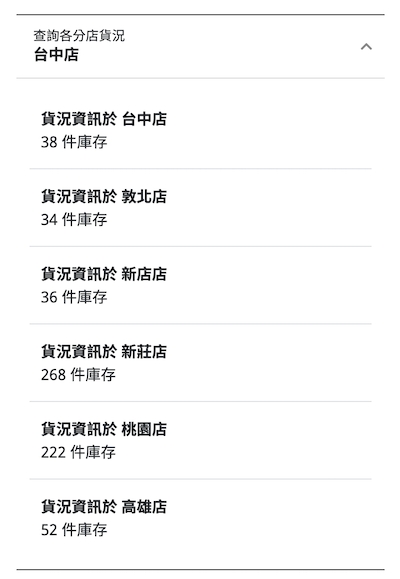 查詢各分店貨況
台中店
貨況資訊於 台中店
38 件庫存
貨況資訊於 敦北店
34 件庫存
貨況資訊於 新店店
36 件庫存
貨況資訊於 新莊店
268 件庫存
貨況資訊於 桃園店
222 件庫存
貨況資訊於 高雄店
52 件庫存